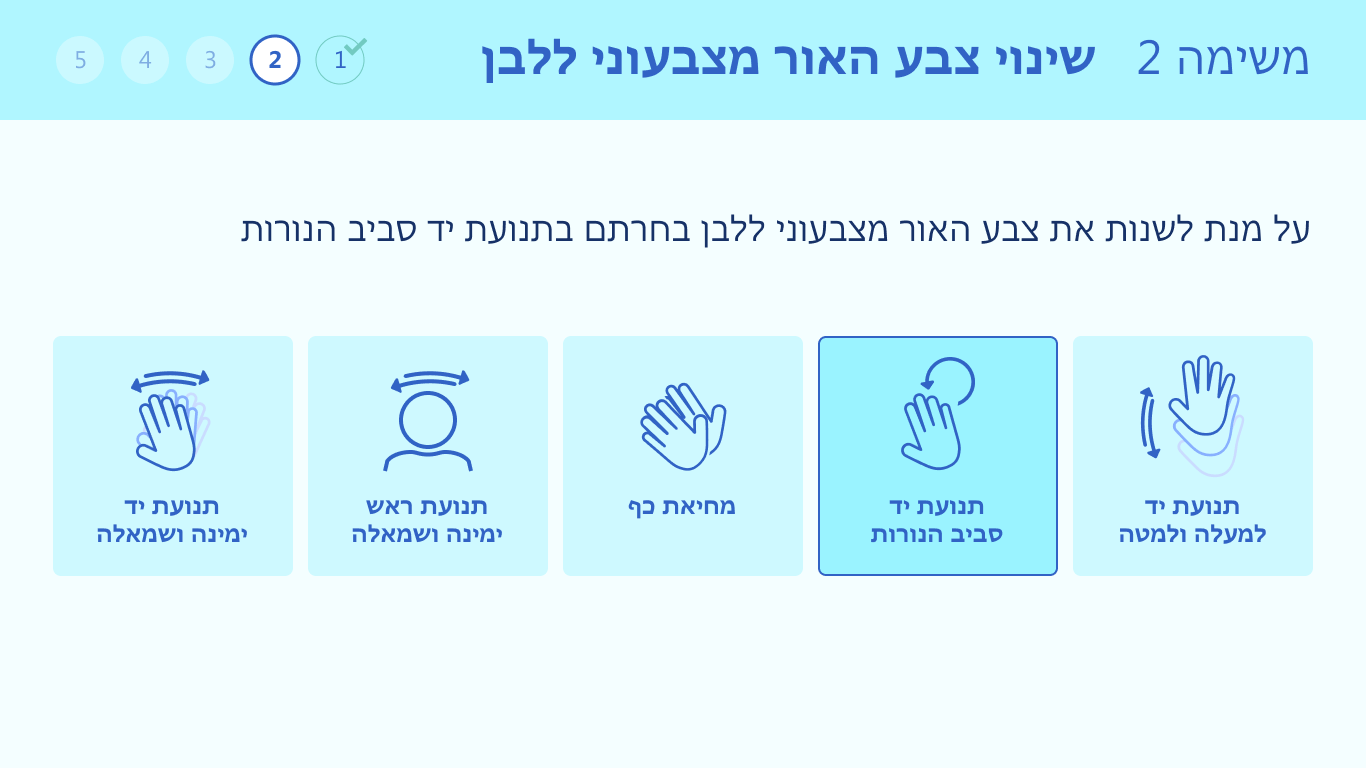 משימה 2 שינוי צבע האור מצבעוני ללבן
1 2 3 4 5
על מנת לשנות את צבע האור מצבעוני ללבן בחרתם בתנועת יד סביב הנורות
תנועת יד
למעלה ולמטה
תנועת יד
סביב הנורות
מחיאת כף
תנועת ראש
ימינה ושמאלה
תנועת יד
ימינה ושמאלה